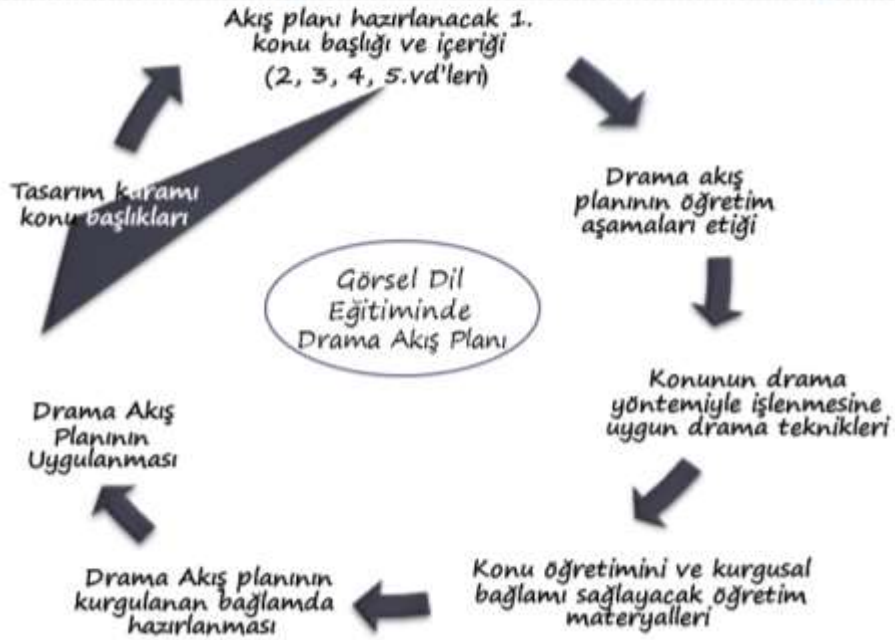 Akış planı hazırlanacak 1.
konu başlığı ve içeriği
(2, 3, 4, 5.vd'leri)
Drama akış
planının öğretim
aşamaları etiği
Konunun drama
yöntemiyle işlenmesine
uygun drama teknikleri
Konu öğretimini ve kurgusal
bağlamı sağlayacak öğretim
materyalleri
Drama Akış planının
kurgulanan bağlamda
hazırlanması
Drama Akış
Planının
Uygulanması
Tasarım kuramı
konu başlıkları
Görsel Dil
Eğitiminde
Drama Akış Planı